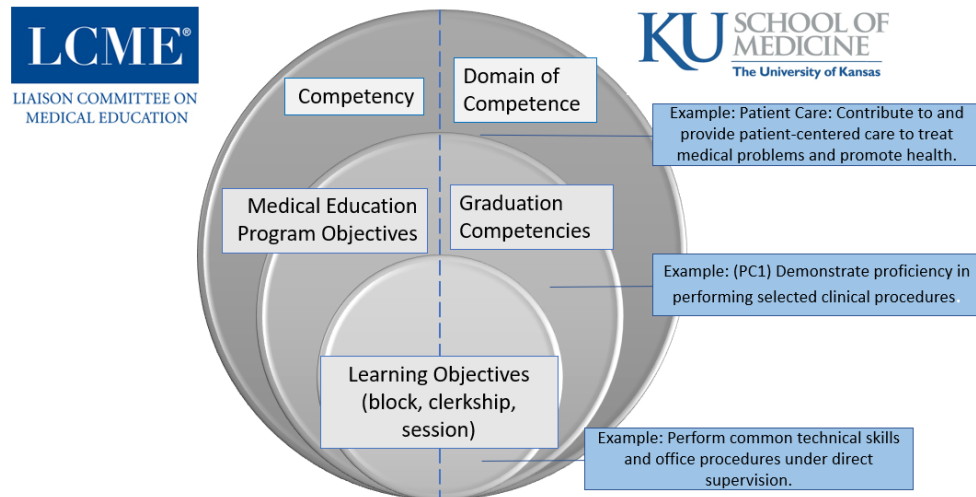 LCME®
LIAISON COMMITTEE ON
MEDICAL EDUCATION
KU SCHOOL OF
MEDICINE
The University of Kansas
Competency
Domain of
Competence
Example: Patient Care: Contribute to and
provide patient-centered care to treat
medical problems and promote health.
Medical Education
Program Objectives
Graduation
Competencies
Example: (PC1) Demonstrate proficiency in
performing selected clinical procedures.
Learning Objectives
(block, clerkship,
session)
Example: Perform common technical skills
and office procedures under direct
supervision.